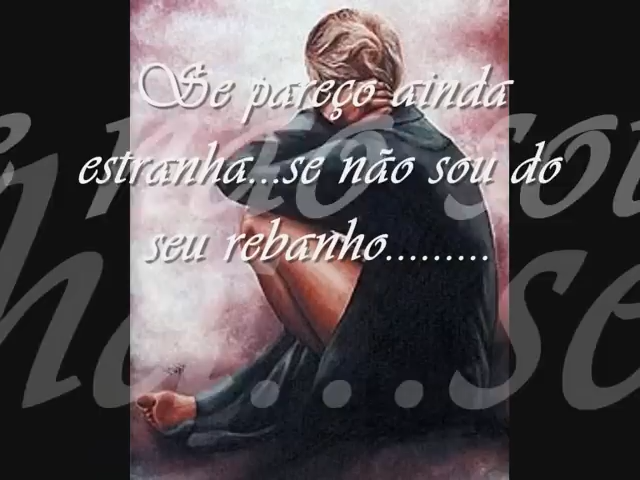 Se pareço ainda
estranha...se não sou do
seu rebanho.........